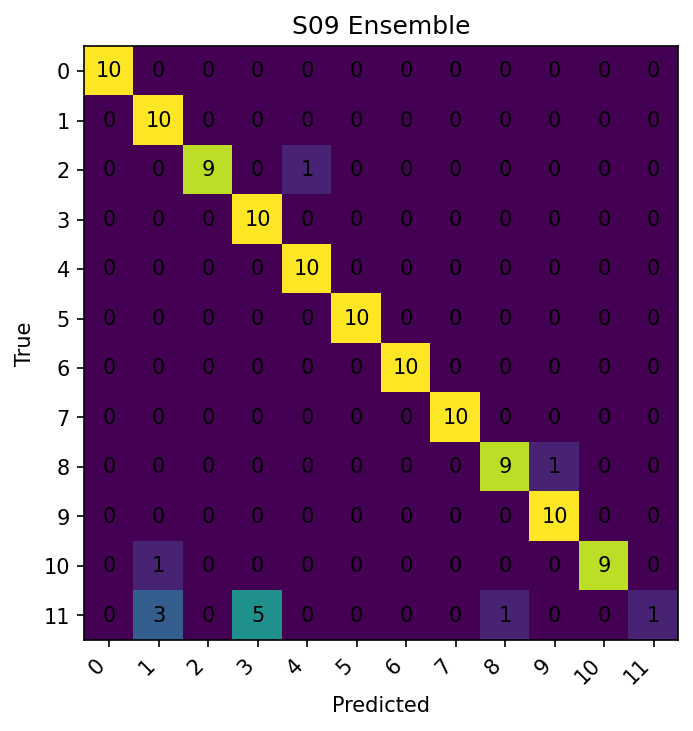 S09 Ensemble
0 10 0 0 0 0 0 0 0 0 0 0 0
1 0 10 0 0 0 0 0 0 0 0 0 0
2 0 0 9 0 1 0 0 0 0 0 0 0
3 0 0 0 10 0 0 0 0 0 0 0 0
4 0 0 0 0 10 0 0 0 0 0 0 0
5 0 0 0 0 0 10 0 0 0 0 0 0
6 0 0 0 0 0 0 10 0 0 0 0 0
7 0 0 0 0 0 0 0 10 0 0 0 0
8 0 0 0 0 0 0 0 0 9 1 0 0
9 0 0 0 0 0 0 0 0 0 10 0 0
10 0 1 0 0 0 0 0 0 0 0 9 0
11 0 3 0 5 0 0 0 0 1 0 0 1
0 1 2 3 4 5 6 7 8 9 10 11
True
Predicted